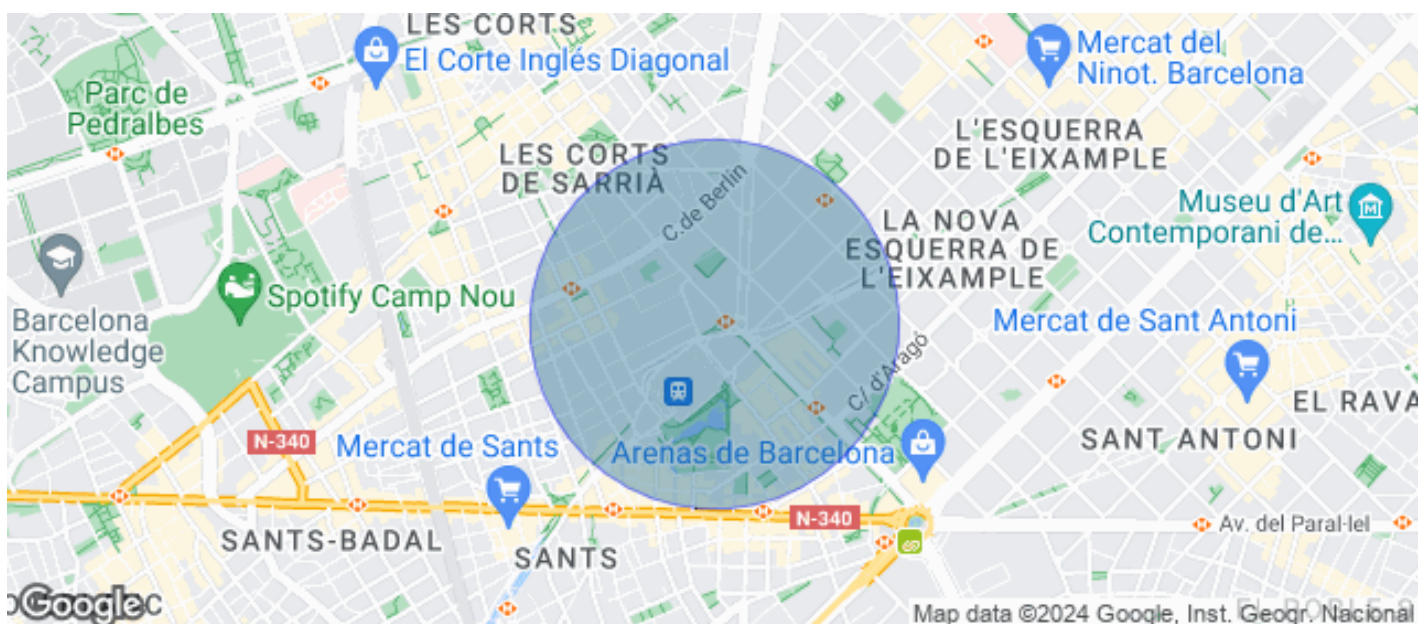 LES CORTS
El Corte Inglés Diagonal
Mercat del
Ninot. Barcelona
Parc de
Pedralbes
L'ESQUERRA
DE L'EIXAMPLE
LES CORTS
DE SARRIÀ
C. de Berlin
Museu d'Art
Contemporani de...
LA NOVA
ESQUERRA DE
L'EIXAMPLE
Spotify Camp Nou
Barcelona
Knowledge
Campus
Mercat de Sant Antoni
C/ d'Aragó
EL RAVA
N-340
Mercat de Sants
Arenas de Barcelona
SANT ANTONI
N-340
Av. del Paral·lel
SANTS-BADAL
SANTS
Google
Map data ©2024 Google, Inst. Geogr. Nacional